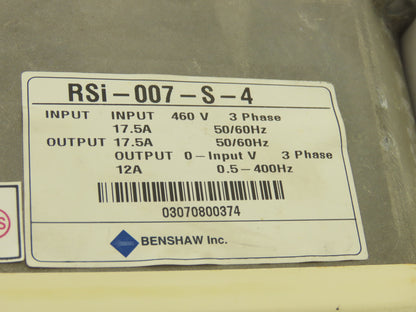 RSi-007-S-4
INPUT INPUT 460 V 3 Phase
17.5A 50/60Hz
OUTPUT 17.5A 50/60Hz
OUTPUT 0-Input V 3 Phase
12A 0.5-400Hz
03070800374
BENSHAW Inc.